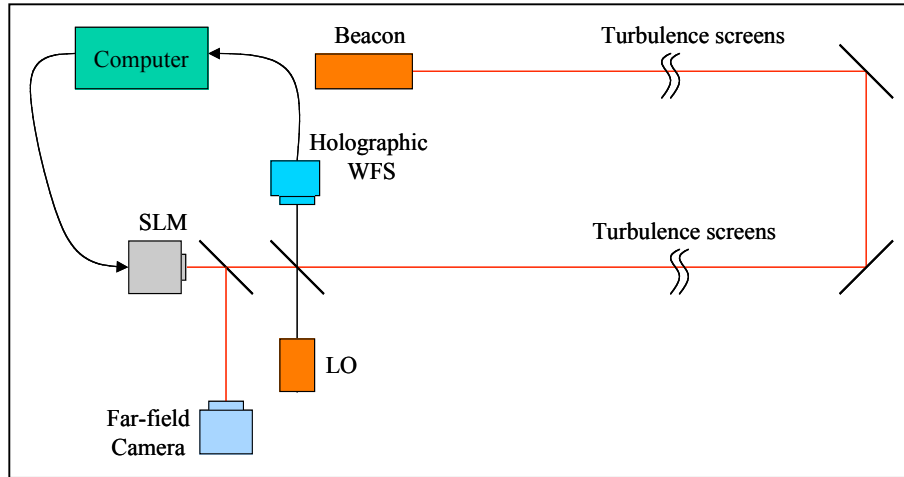 Beacon
Turbulence screens
Computer
Holographic
WFS
SLM
Turbulence screens
LO
Far-field
Camera